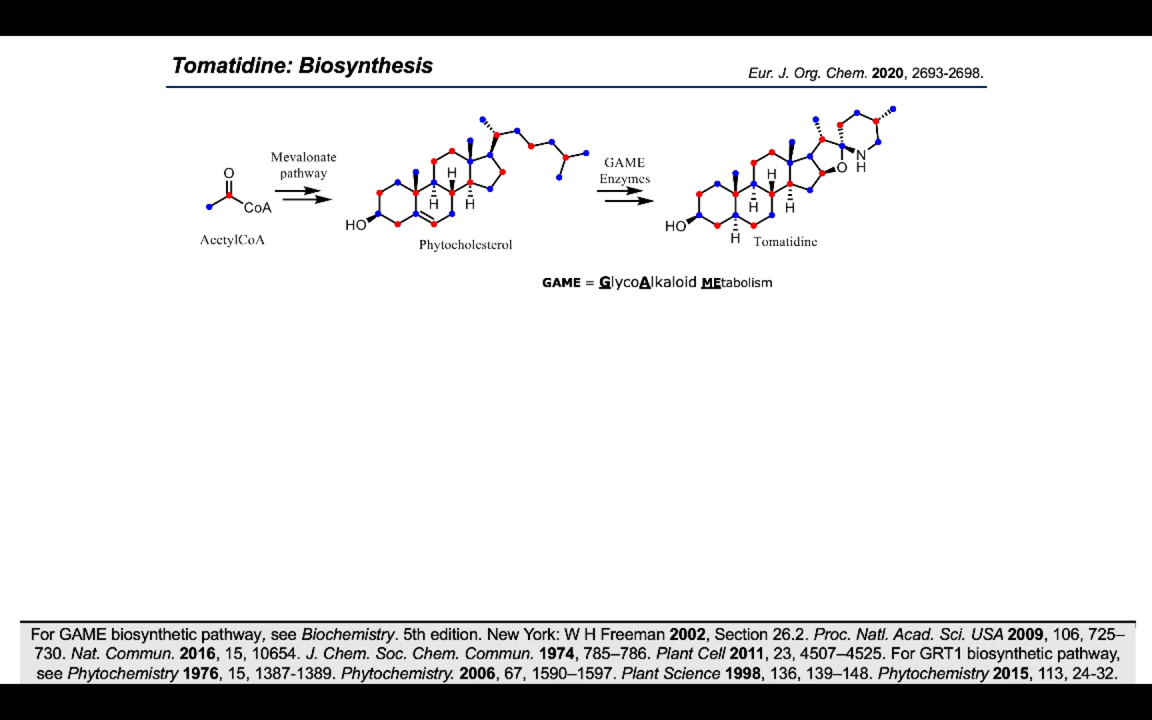 Tomatidine: Biosynthesis
Eur. J. Org. Chem. 2020, 2693-2698.
O
CoA
AcetylCoA
Mevalonate
pathway
HO
H
H
H
Phytocholesterol
GAME
Enzymes
HO
H
H
H
H
O
N
H
Tomatidine
GAME = GlycoAlkaloid MEtabolism
For GAME biosynthetic pathway, see Biochemistry. 5th edition. New York: W H Freeman 2002, Section 26.2. Proc. Natl. Acad. Sci. USA 2009, 106, 725–
730. Nat. Commun. 2016, 15, 10654. J. Chem. Soc. Chem. Commun. 1974, 785–786. Plant Cell 2011, 23, 4507–4525. For GRT1 biosynthetic pathway,
see Phytochemistry 1976, 15, 1387-1389. Phytochemistry. 2006, 67, 1590–1597. Plant Science 1998, 136, 139–148. Phytochemistry 2015, 113, 24-32.